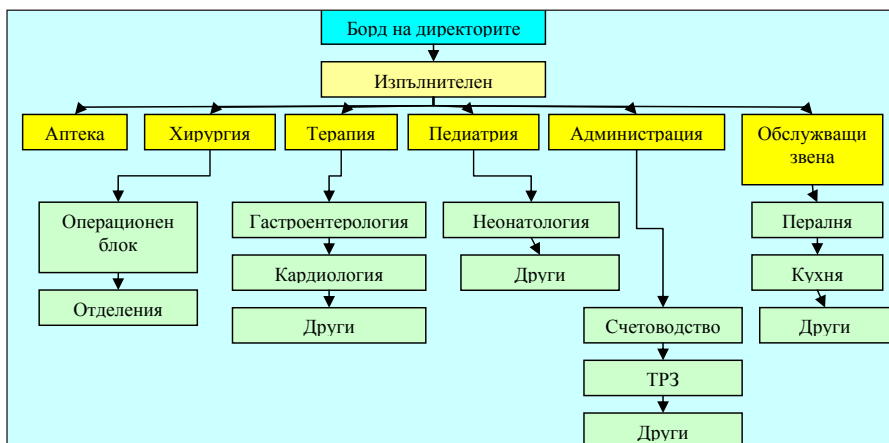 Борд на директорите
Изпълнителен
Аптека
Хирургия
Терапия
Педиатрия
Администрация
Обслужващи
звена
Операционен
блок
Отделения
Гастроентерология
Кардиология
Други
Неонатология
Други
Счетоводство
ТРЗ
Други
Пералня
Кухня
Други